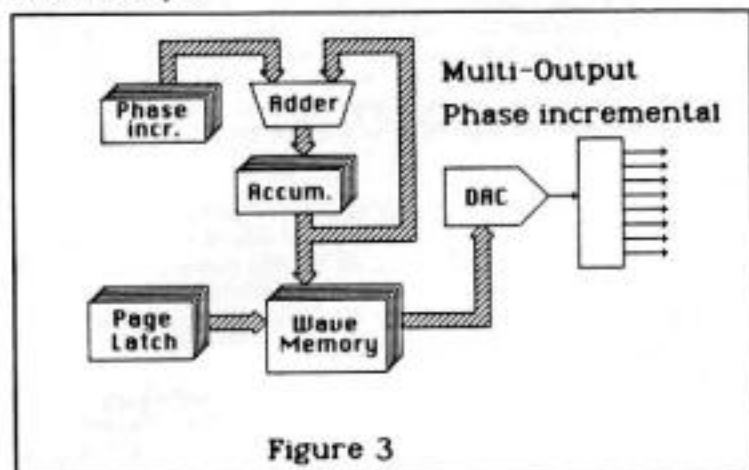 Multi-Output
Phase incremental
Phase
incr.
Adder
Accum.
DAC
Page
Latch
Wave
Memory
Figure 3